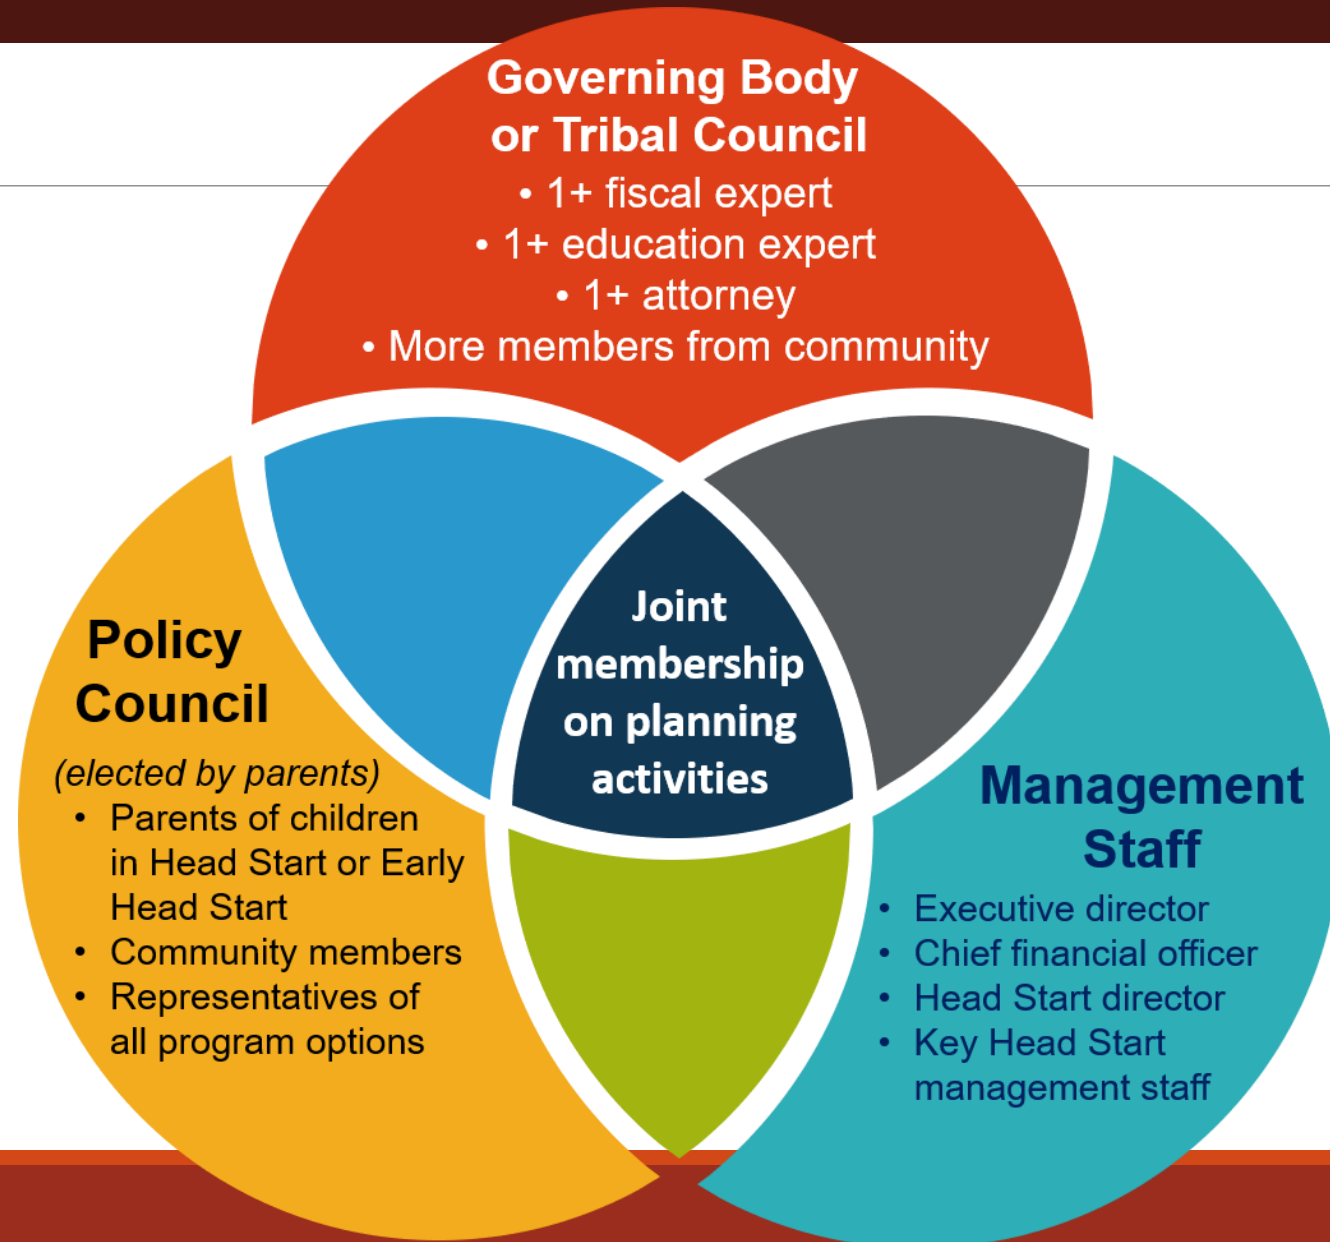 Governing Body
or Tribal Council
• 1+ fiscal expert
• 1+ education expert
• 1+ attorney
• More members from community
Joint
membership
on planning
activities
Policy
Council
(elected by parents)
• Parents of children
in Head Start or Early
Head Start
• Community members
• Representatives of
all program options
Management
Staff
• Executive director
• Chief financial officer
• Head Start director
• Key Head Start
management staff